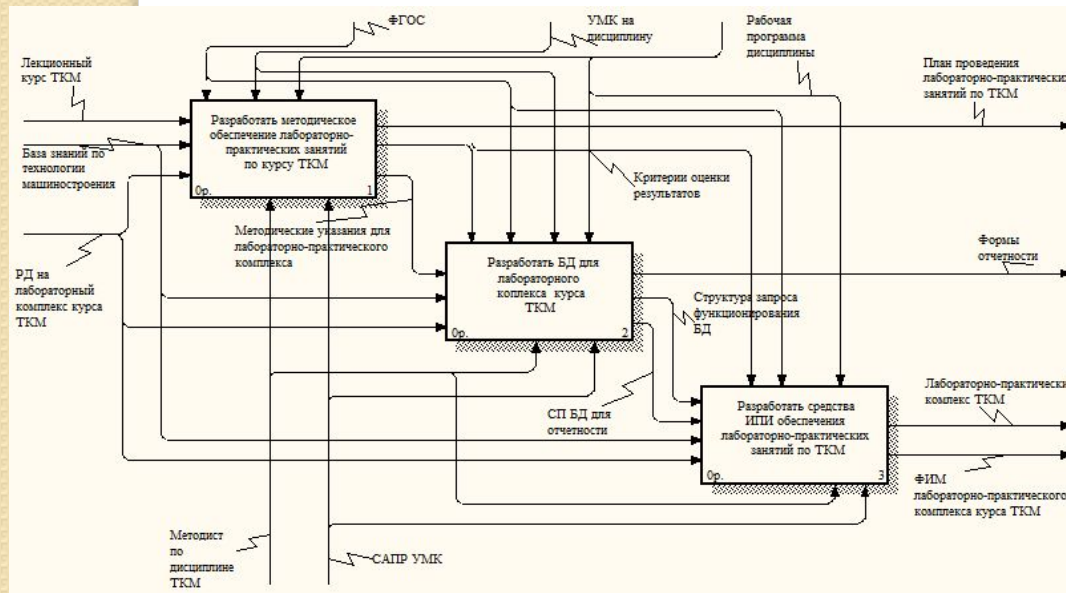 ФГОС
УМК на
дисциплину
Рабочая
программа
дисциплины
Лекционный
курс ТКМ
План проведения
лабораторно-практических
занятий по ТКМ
Разработать методическое
обеспечение лабораторно-
практических занятий
по курсу ТКМ
0р.
1
База знаний по
технологии
машиностроения
Критерии оценки
результатов
Методические указания для
лабораторно-практического
комплекса
РД на
лабораторный
комплекс курса
ТКМ
Разработать БД для
лабораторного
коплекса курса
ТКМ
0р.
2
Формы
отчетности
Структура запроса
функционирования
БД
СП БД для
отчетности
Разработать средства
ИПИ обеспечения
лабораторно-практических
занятий по ТКМ
0р.
3
Лабораторно-практически
комлекс ТКМ
ФИМ
лабораторно-практического
комплекса курса ТКМ
Методист
по
дисциплине
ТКМ
САПР УМК